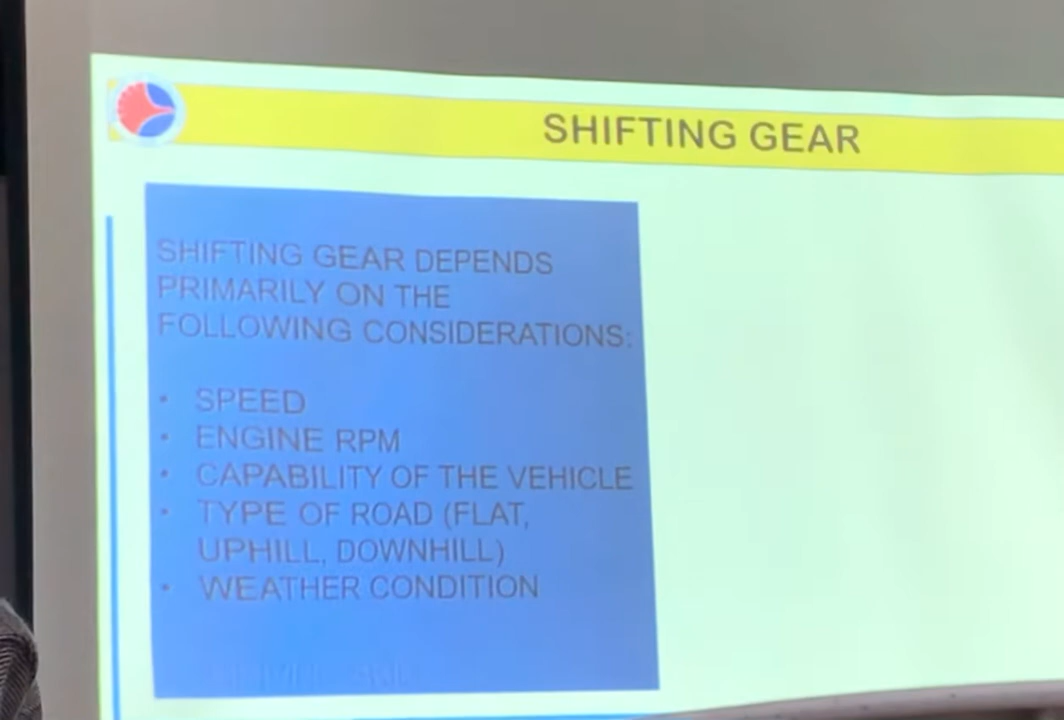 SHIFTING GEAR
SHIFTING GEAR DEPENDS
PRIMARILY ON THE
FOLLOWING CONSIDERATIONS:
• SPEED
• ENGINE RPM
• CAPABILITY OF THE VEHICLE
• TYPE OF ROAD (FLAT,
UPHILL, DOWNHILL)
• WEATHER CONDITION